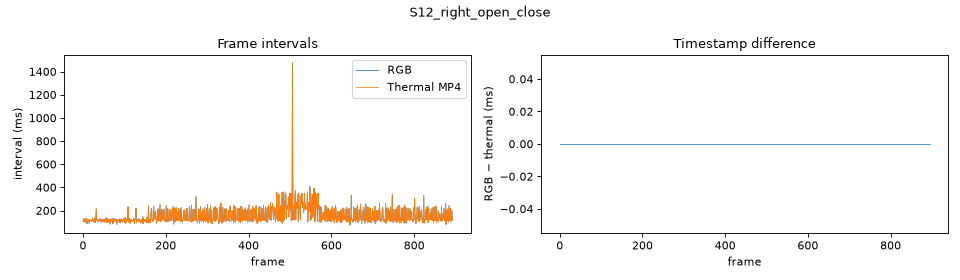 S12_right_open_close
Frame intervals
Timestamp difference
interval (ms)
1400
1200
1000
800
600
400
200
RGB
Thermal MP4
0
200
400
600
800
frame
RGB − thermal (ms)
0.04
0.02
0.00
−0.02
−0.04
0
200
400
600
800
frame